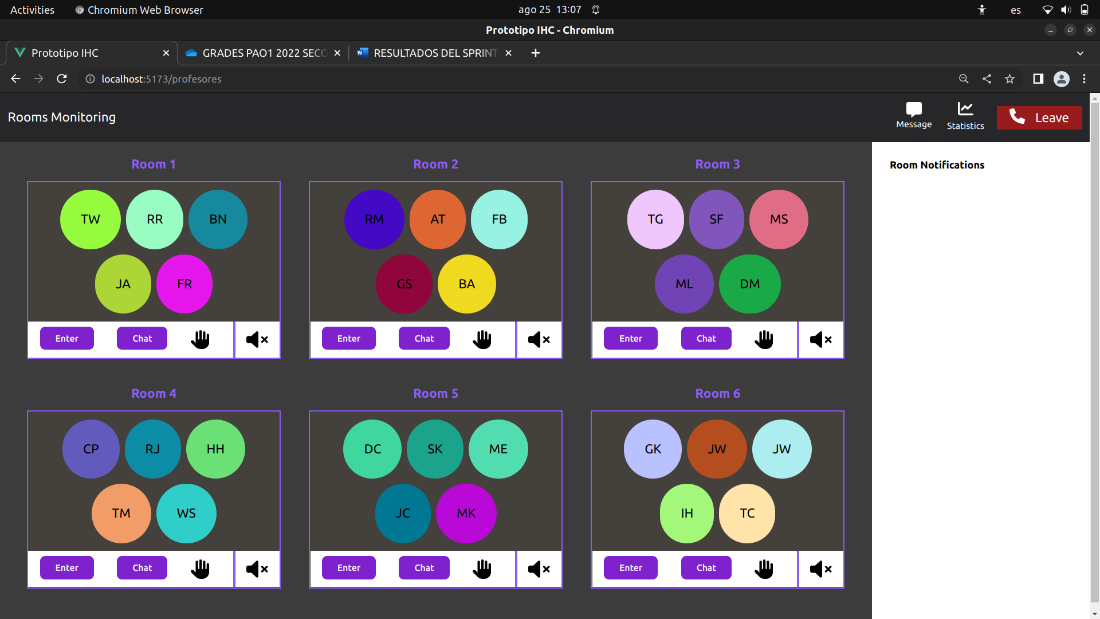 Activities
Chromium Web Browser
ago 25 13:07
es
Prototipo IHC - Chromium
Prototipo IHC
GRADES PAO1 2022 SECC
RESULTADOS DEL SPRINT
localhost:5173/profesores
Rooms Monitoring
Message
Statistics
Leave
Room Notifications
Room 1
TW RR BN
JA FR
Enter Chat
Room 2
RM AT FB
GS BA
Enter Chat
Room 3
TG SF MS
ML DM
Enter Chat
Room 4
CP RJ HH
TM WS
Enter Chat
Room 5
DC SK ME
JC MK
Enter Chat
Room 6
GK JW JW
IH TC
Enter Chat